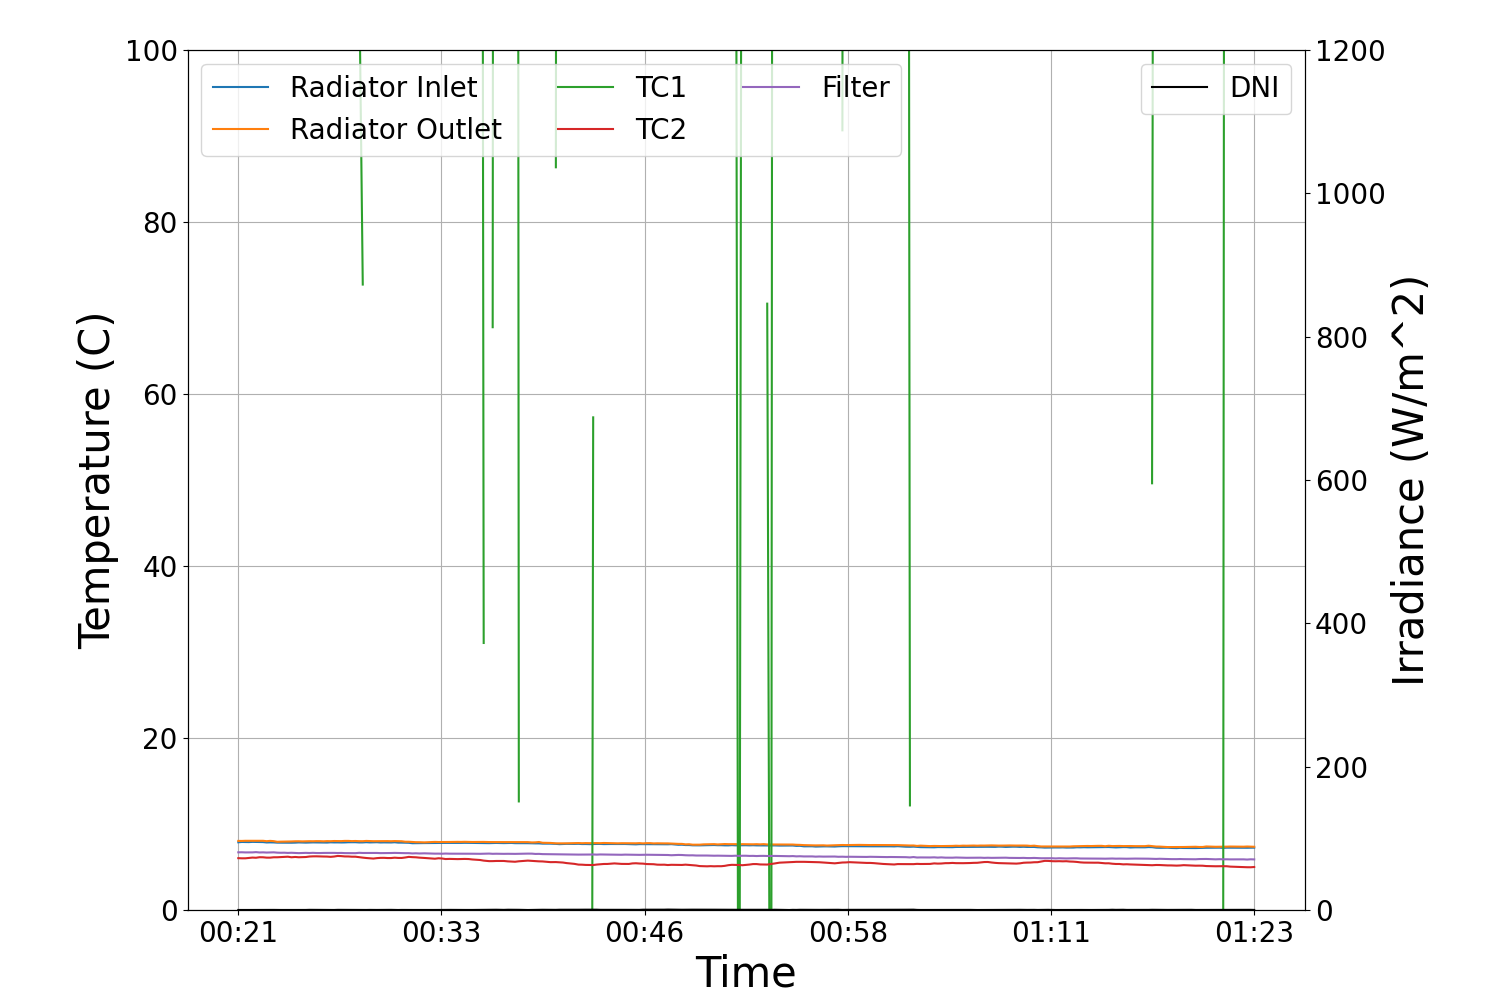 100
80
60
40
20
0
Temperature (C)
Radiator Inlet
Radiator Outlet
TC1
TC2
Filter
DNI
1200
1000
800
600
400
200
0
Irradiance (W/m^2)
00:21 00:33 00:46 00:58 01:11 01:23
Time